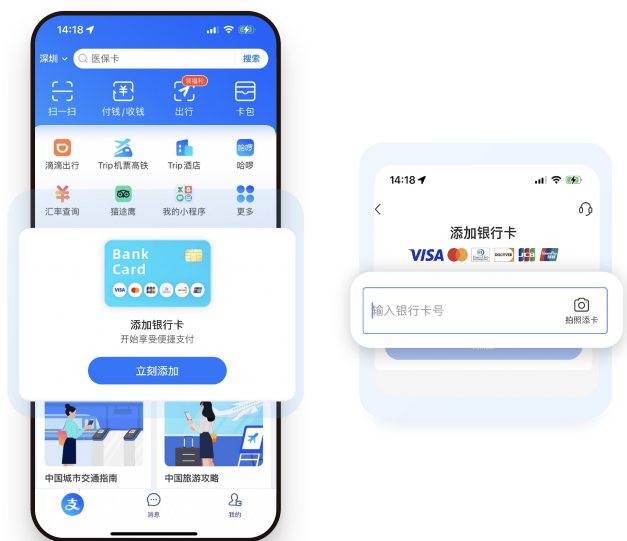 14:18
深圳
医保卡
搜索
领福利
扫一扫
付钱/收钱
出行
卡包
滴滴出行
Trip机票高铁
Trip酒店
哈啰
哈啰
汇率查询
猫途鹰
我的小程序
更多
Bank
Card
VISA
添加银行卡
开始享受便捷支付
立刻添加
中国城市交通指南
中国旅游攻略
支
消息
我的
14:18
添加银行卡
VISA
DISCOVER
JCB
输入银行卡号
拍照添卡